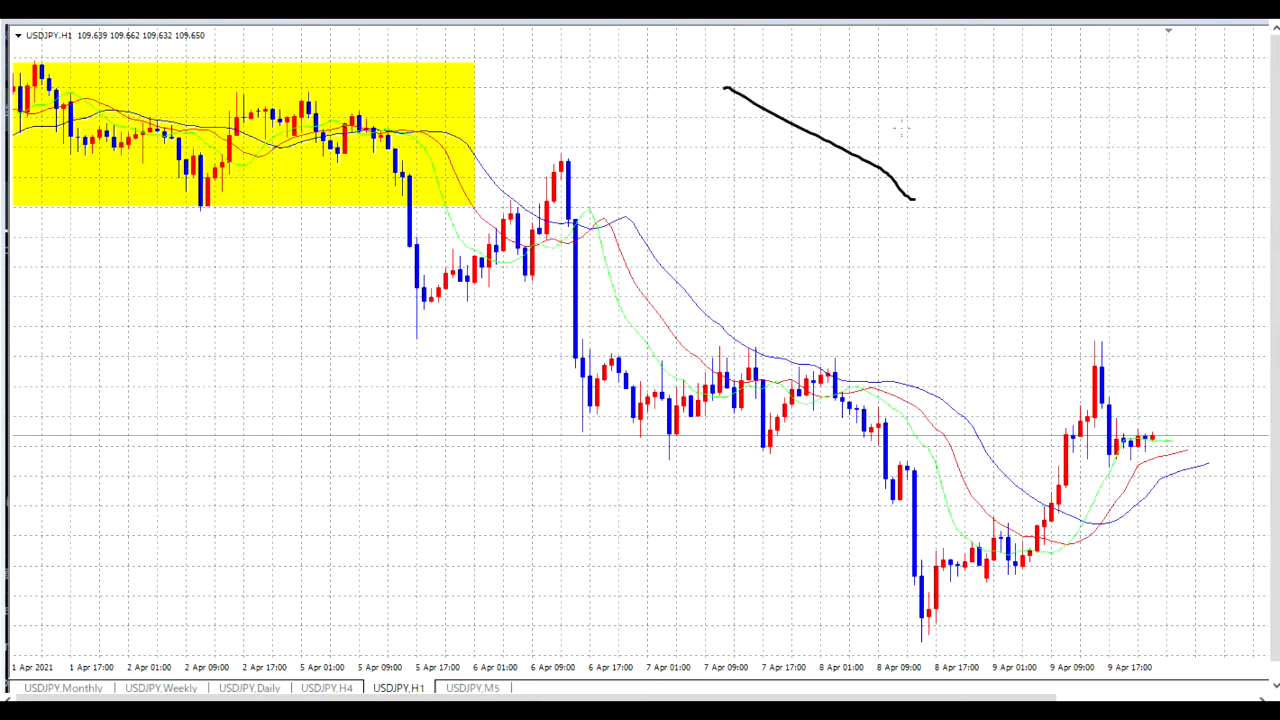 USDJPY,H1 109.639 109.662 109.632 109.650
1 Apr 2021 1 Apr 17:00 2 Apr 01:00 2 Apr 09:00 2 Apr 17:00 5 Apr 01:00 5 Apr 09:00 5 Apr 17:00 6 Apr 01:00 6 Apr 09:00 6 Apr 17:00 7 Apr 01:00 7 Apr 09:00 7 Apr 17:00 8 Apr 01:00 8 Apr 09:00 8 Apr 17:00 9 Apr 01:00 9 Apr 09:00 9 Apr 17:00
USDJPY,Monthly USDJPY,Weekly USDJPY,Daily USDJPY,H4 USDJPY,H1 USDJPY,M5